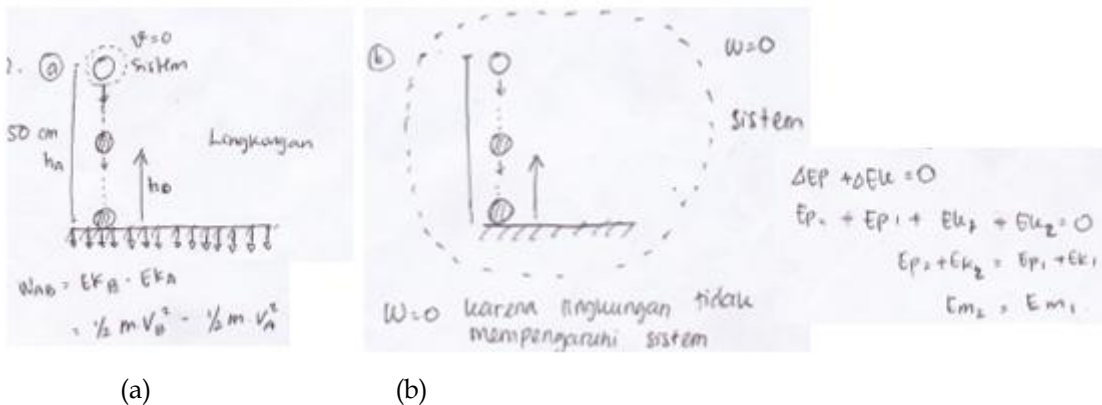 (a)
v=0
sistem
50 cm
hA
Lingkungan
hB
WAB = EKB - EKA
= 1/2 m VB² - 1/2 m. VA²
(b)
W=0
sistem
W=0 karena lingkungan tidak
mempengaruhi sistem
ΔEP + ΔEK = 0
Ep₂ + Ep₁ + Ek₂ + Ek₂ = 0
Ep₂ + Ek₂ = Ep₁ + Ek₁
Em₂ = Em₁
(a)
(b)